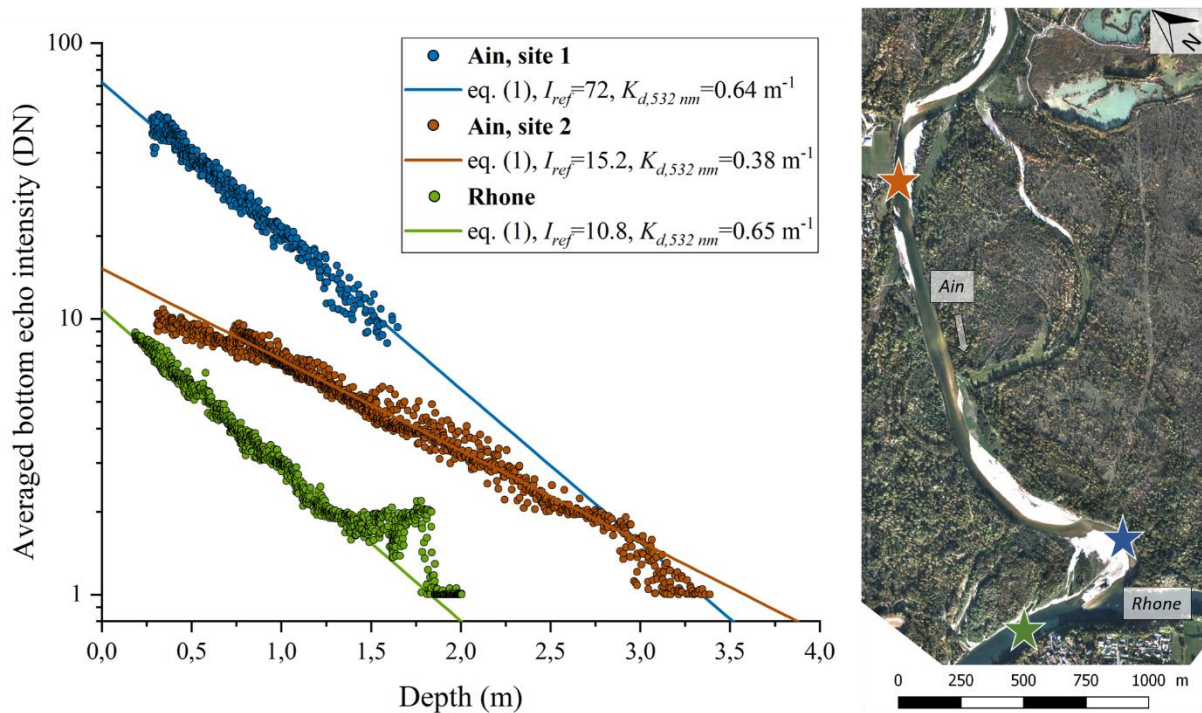 Averaged bottom echo intensity (DN)
100
10
1
0,0 0,5 1,0 1,5 2,0 2,5 3,0 3,5 4,0
Depth (m)
Ain, site 1
eq. (1), I_ref=72, K_d,532 nm=0.64 m⁻¹
Ain, site 2
eq. (1), I_ref=15.2, K_d,532 nm=0.38 m⁻¹
Rhone
eq. (1), I_ref=10.8, K_d,532 nm=0.65 m⁻¹
N
Ain
Rhone
0 250 500 750 1000 m